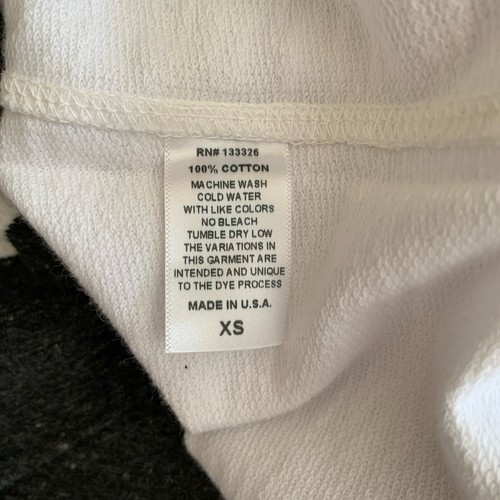 RN# 133326
100% COTTON
MACHINE WASH
COLD WATER
WITH LIKE COLORS
NO BLEACH
TUMBLE DRY LOW
THE VARIATIONS IN
THIS GARMENT ARE
INTENDED AND UNIQUE
TO THE DYE PROCESS
MADE IN U.S.A.
XS